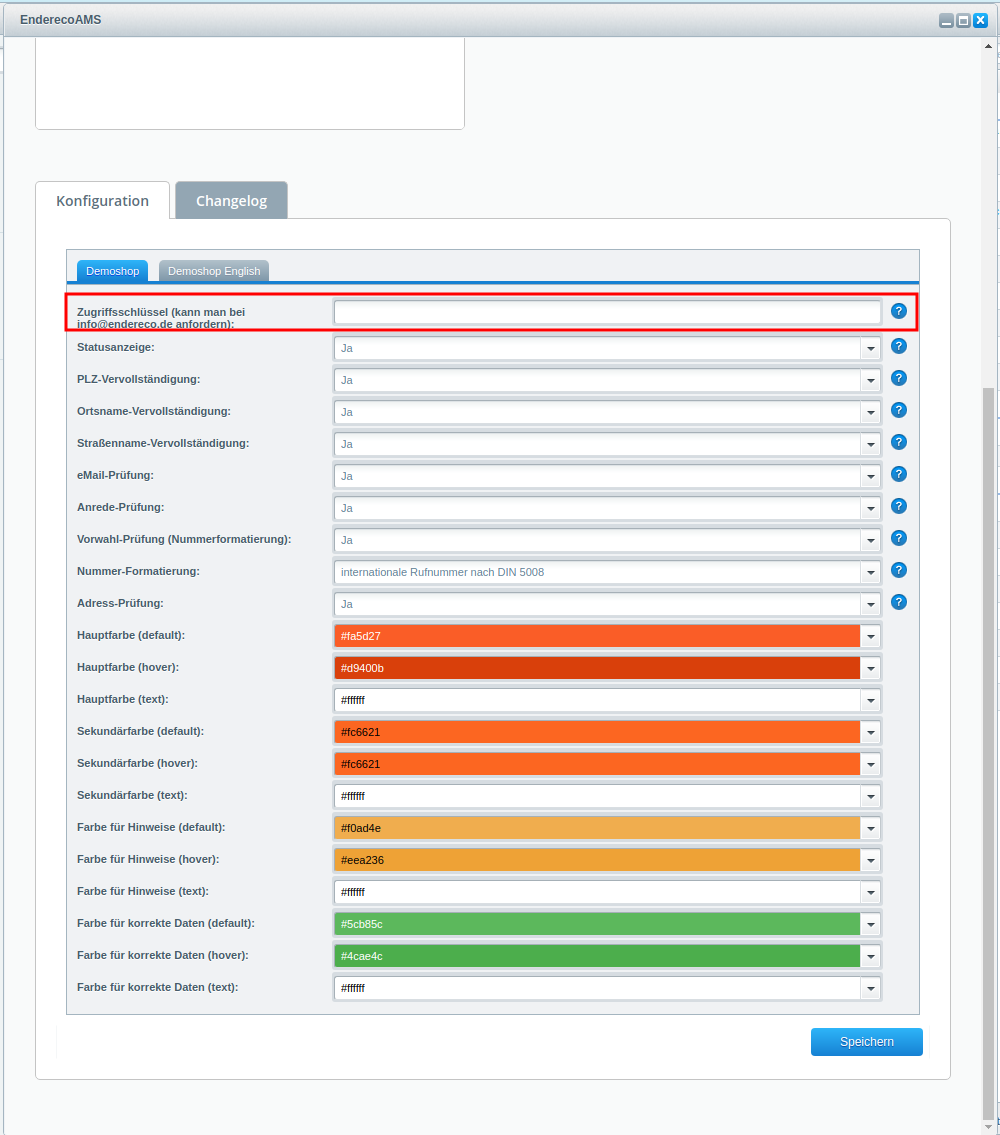 EnderecoAMS
Konfiguration
Changelog
Demoshop
Demoshop English
Zugriffsschlüssel (kann man bei
info@endereco.de anfordern):
?
Statusanzeige:
Ja
?
PLZ-Vervollständigung:
Ja
?
Ortsname-Vervollständigung:
Ja
?
Straßenname-Vervollständigung:
Ja
?
eMail-Prüfung:
Ja
?
Anrede-Prüfung:
Ja
?
Vorwahl-Prüfung (Nummerformatierung):
Ja
?
Nummer-Formatierung:
internationale Rufnummer nach DIN 5008
?
Adress-Prüfung:
Ja
?
Hauptfarbe (default):
#fa5d27
Hauptfarbe (hover):
#d9400b
Hauptfarbe (text):
#ffffff
Sekundärfarbe (default):
#fc6621
Sekundärfarbe (hover):
#fc6621
Sekundärfarbe (text):
#ffffff
Farbe für Hinweise (default):
#f0ad4e
Farbe für Hinweise (hover):
#eea236
Farbe für Hinweise (text):
#ffffff
Farbe für korrekte Daten (default):
#5cb85c
Farbe für korrekte Daten (hover):
#4cae4c
Farbe für korrekte Daten (text):
#ffffff
Speichern